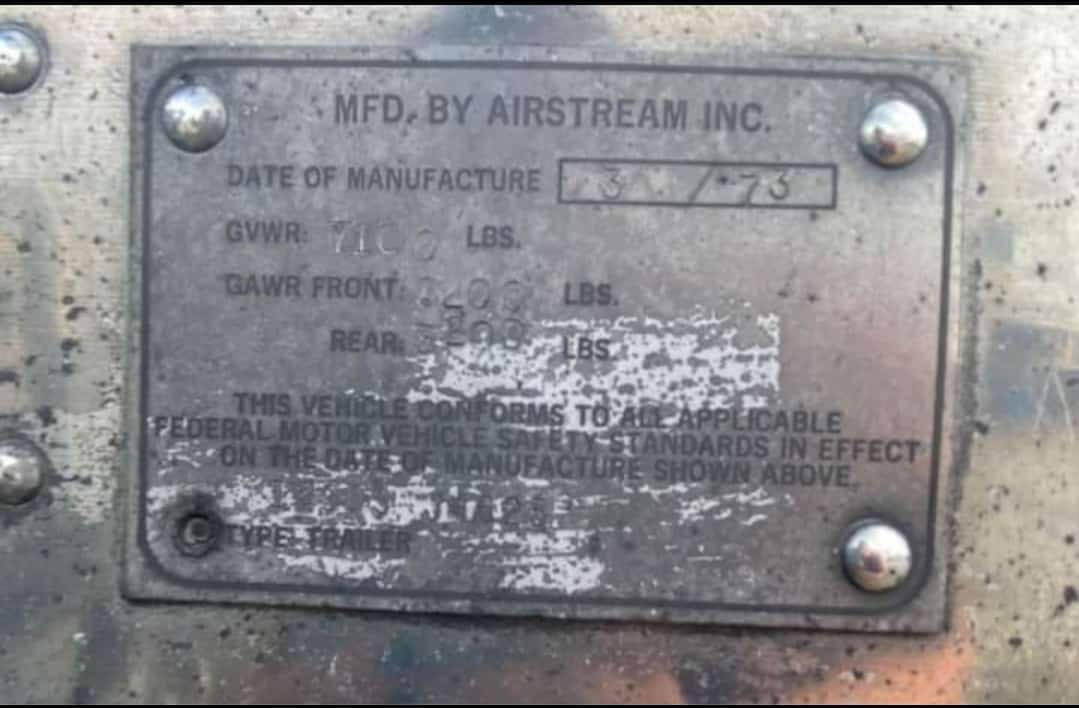 MFD. BY AIRSTREAM INC.
DATE OF MANUFACTURE 3 / 73
GVWR: 7100 LBS.
GAWR FRONT: LBS.
REAR: LBS.
THIS VEHICLE CONFORMS TO ALL APPLICABLE
FEDERAL MOTOR VEHICLE SAFETY STANDARDS IN EFFECT
ON THE DATE OF MANUFACTURE SHOWN ABOVE.
TYPE: TRAILER